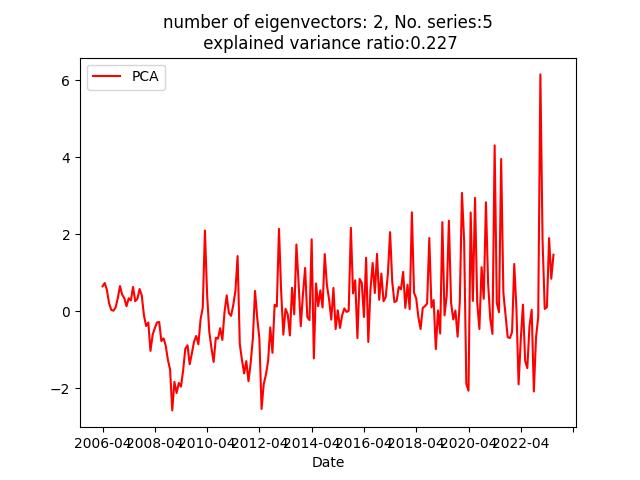 number of eigenvectors: 2, No. series:5
explained variance ratio:0.227
PCA
6
4
2
0
−2
2006-04 2008-04 2010-04 2012-04 2014-04 2016-04 2018-04 2020-04 2022-04
Date